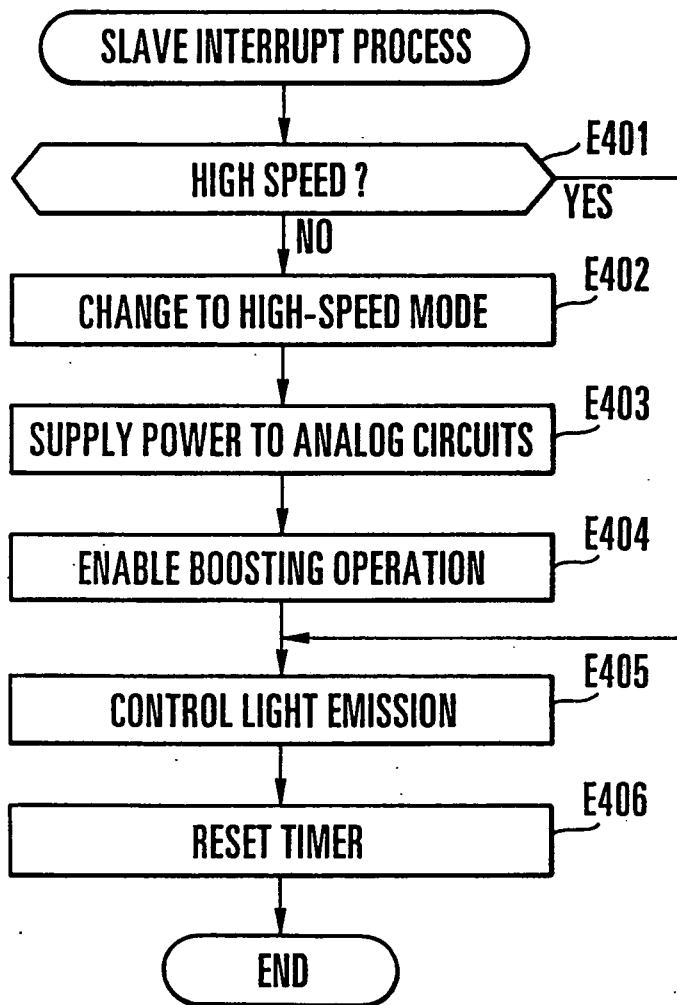 SLAVE INTERRUPT PROCESS
E401
HIGH SPEED ?
YES
NO
E402
CHANGE TO HIGH-SPEED MODE
E403
SUPPLY POWER TO ANALOG CIRCUITS
E404
ENABLE BOOSTING OPERATION
E405
CONTROL LIGHT EMISSION
E406
RESET TIMER
END